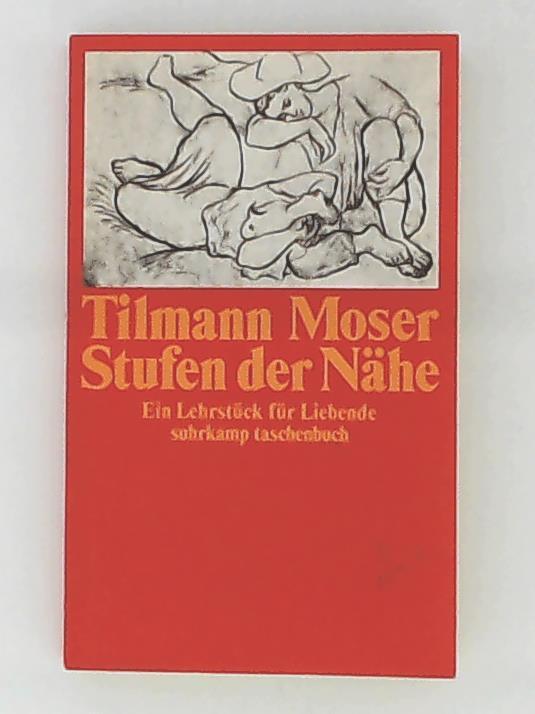 Tilmann Moser
Stufen der Nähe
Ein Lehrstück für Liebende
suhrkamp taschenbuch